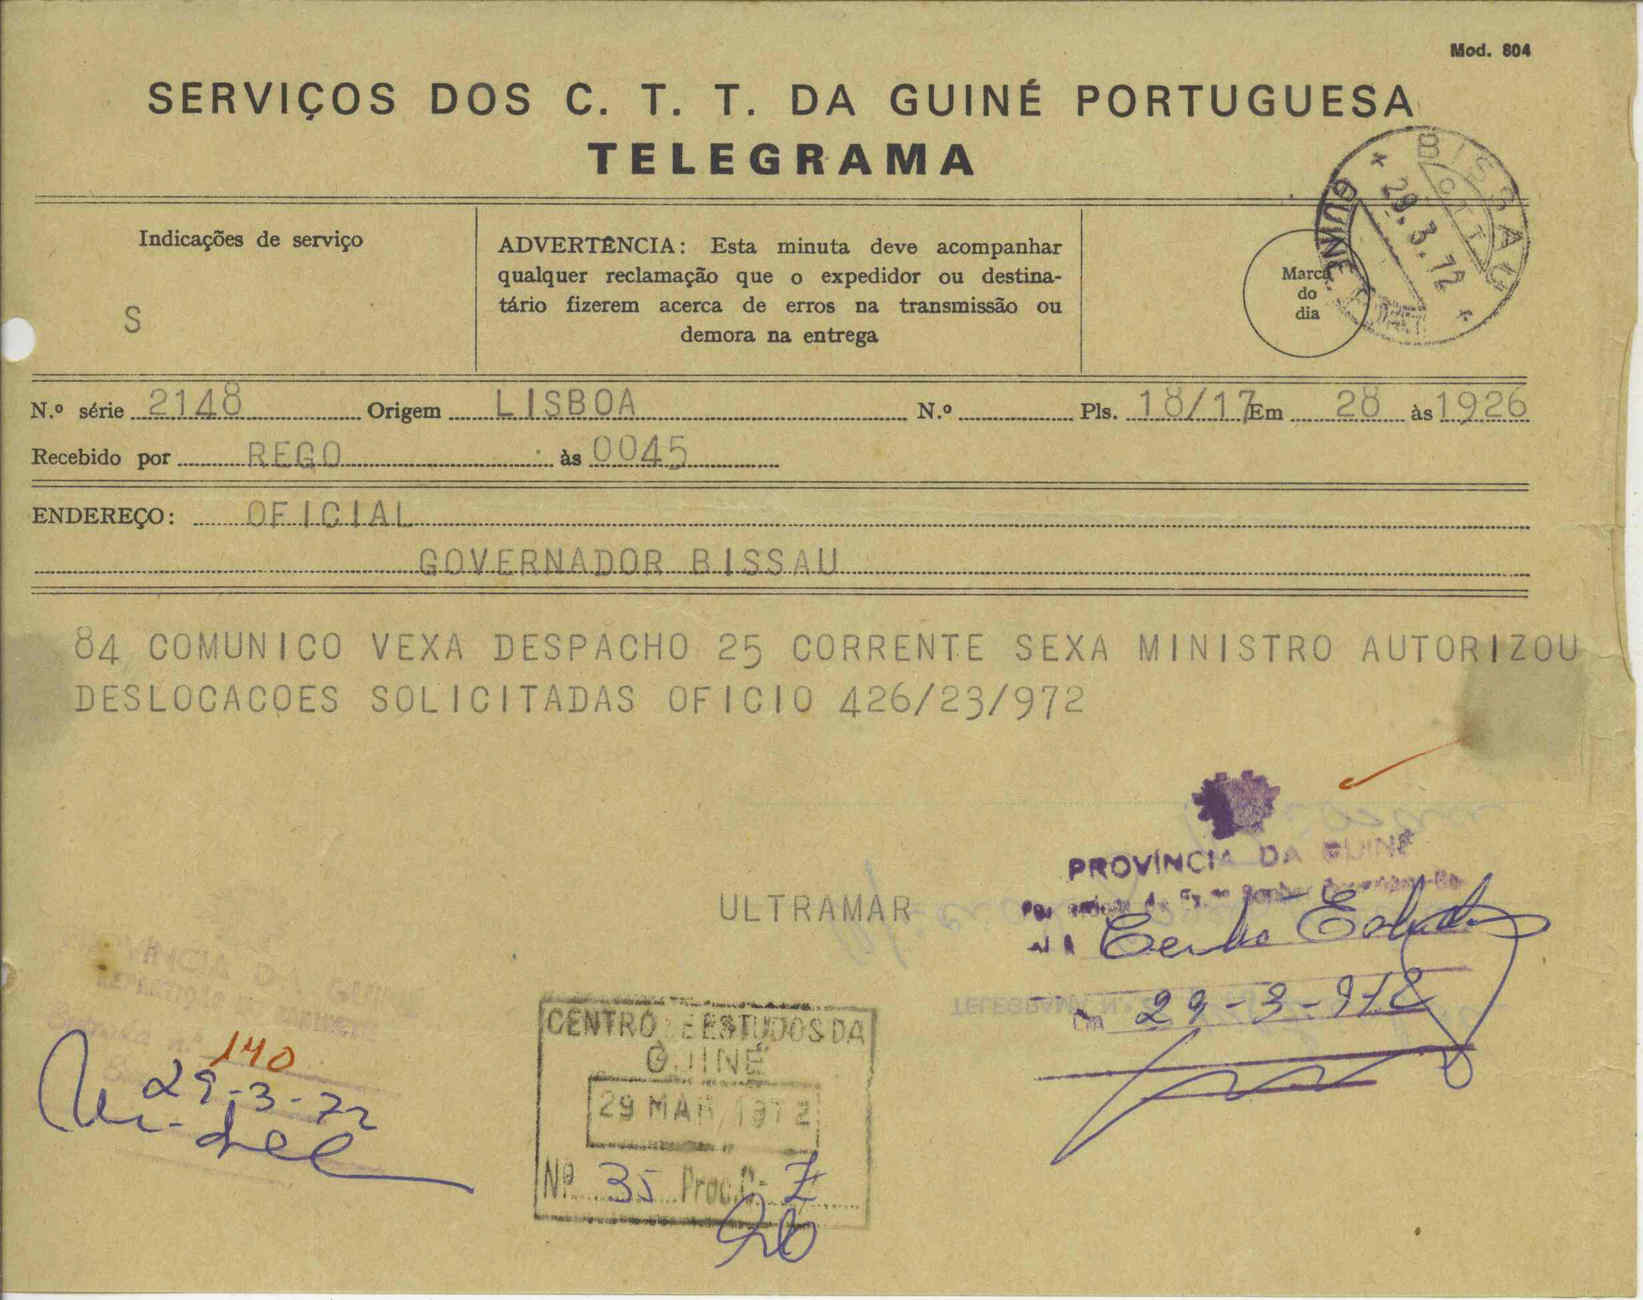 Mod. 804
SERVIÇOS DOS C. T. T. DA GUINÉ PORTUGUESA
TELEGRAMA
Indicações de serviço
S
ADVERTÊNCIA: Esta minuta deve acompanhar
qualquer reclamação que o expedidor ou destina-
tário fizerem acerca de erros na transmissão ou
demora na entrega
Marca
do
dia
BISSAU
CTT
29.3.72
GUINÉ
N.º série 2148 Origem LISBOA N.º Pls. 18/17 Em 28 às 1926
Recebido por REGO às 0045
ENDEREÇO: OFICIAL
GOVERNADOR BISSAU
84 COMUNICO VEXA DESPACHO 25 CORRENTE SEXA MINISTRO AUTORIZOU
DESLOCACOES SOLICITADAS OFICIO 426/23/972
ULTRAMAR
PROVÍNCIA DA GUINÉ
Em 29-3-972
PROVÍNCIA DA GUINÉ
140
29-3-72
CENTRO DE ESTUDOS DA
GUINÉ
29 MAR 1972
Nº 35 Proc. C- Z